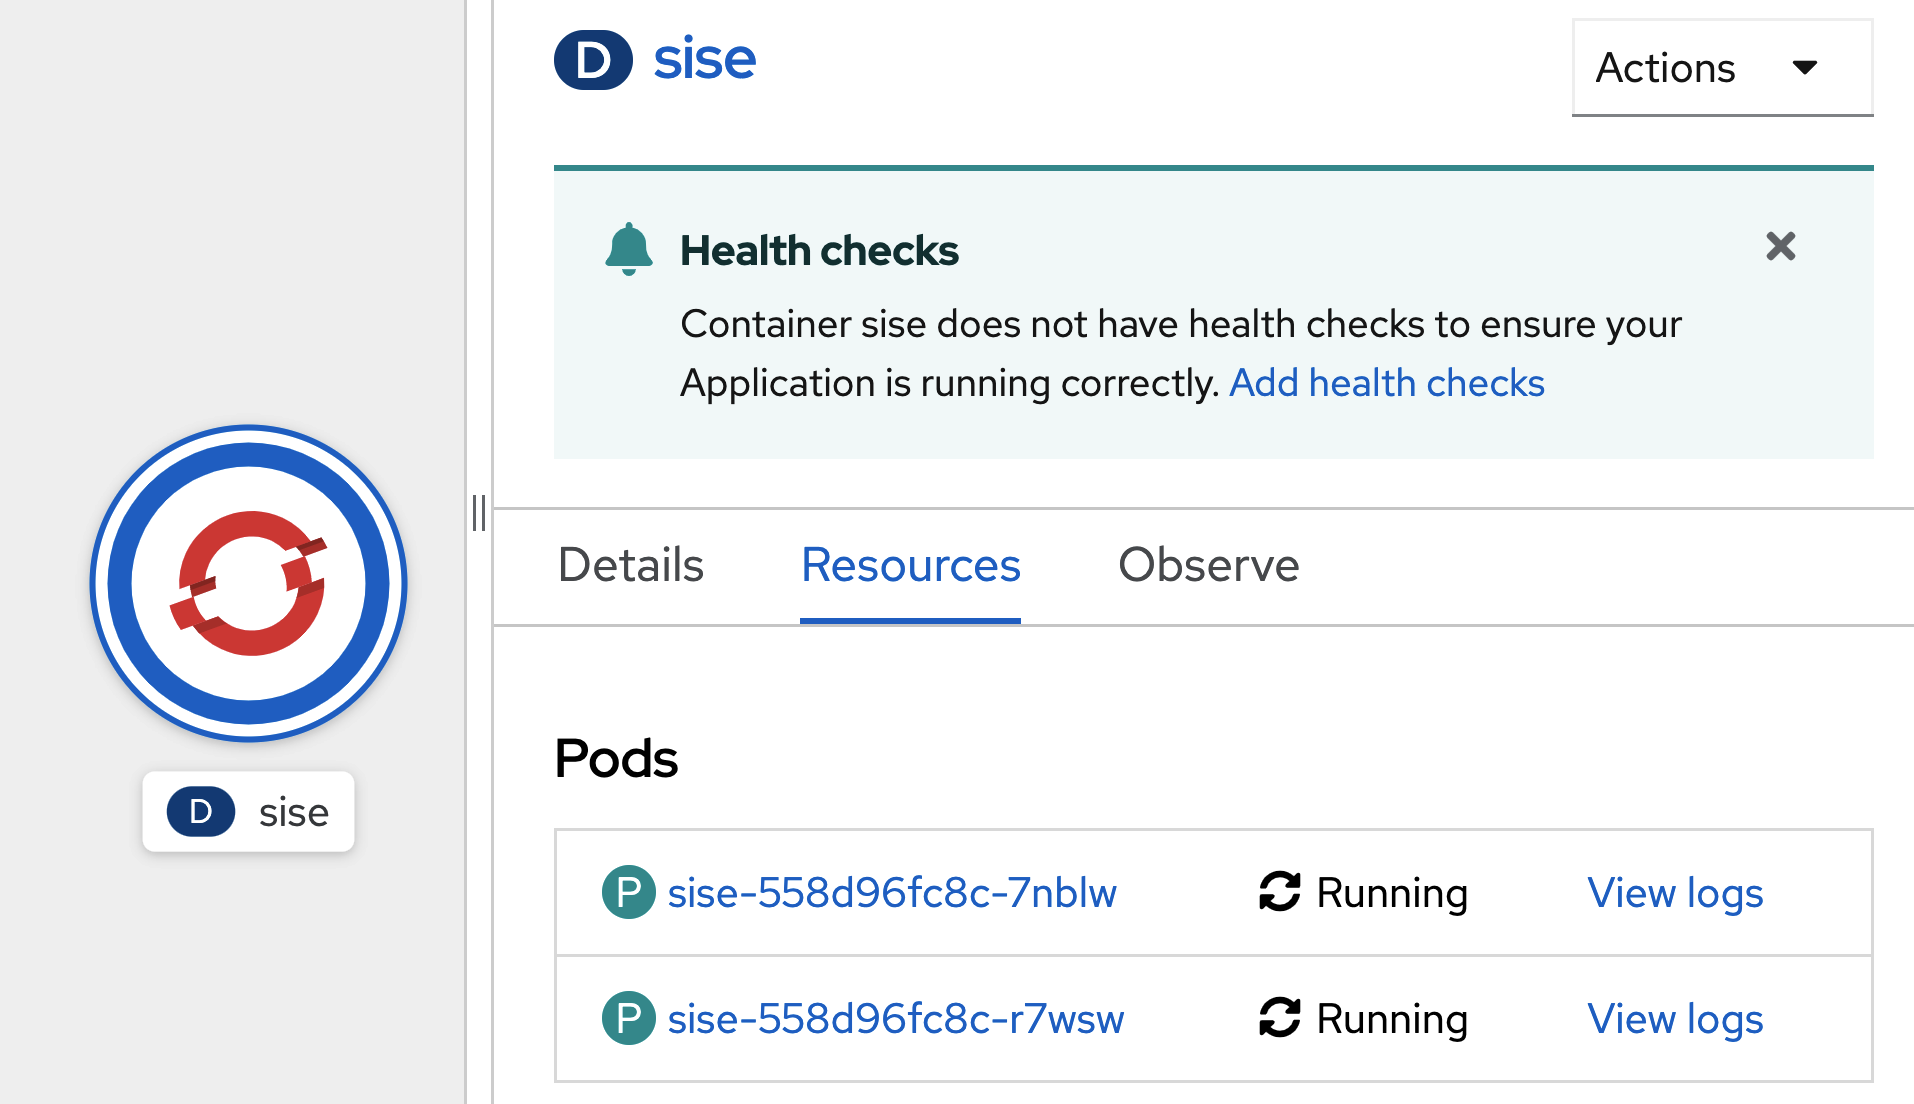 D sise
Actions
Health checks
Container sise does not have health checks to ensure your
Application is running correctly. Add health checks
Details Resources Observe
D sise
Pods
P sise-558d96fc8c-7nblw Running View logs
P sise-558d96fc8c-r7wsw Running View logs